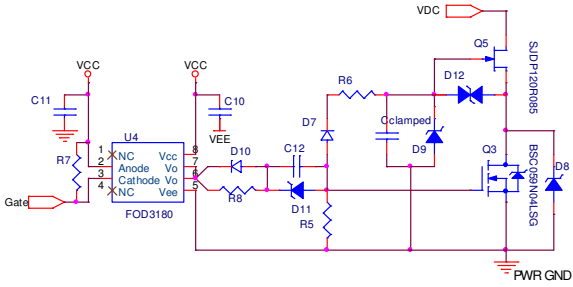 VDC
Q5
SJDP120R085
VCC
VCC
R6
D12
C11
C10
VEE
D7
Cclamped
D9
U4
R7
1
2
3
4
NC
Anode
Cathode
NC
Vcc
Vo
Vo
Vee
8
7
6
5
FOD3180
D10
C12
R8
D11
R5
Q3
BSC059N04LSG
D8
Gate
PWR GND